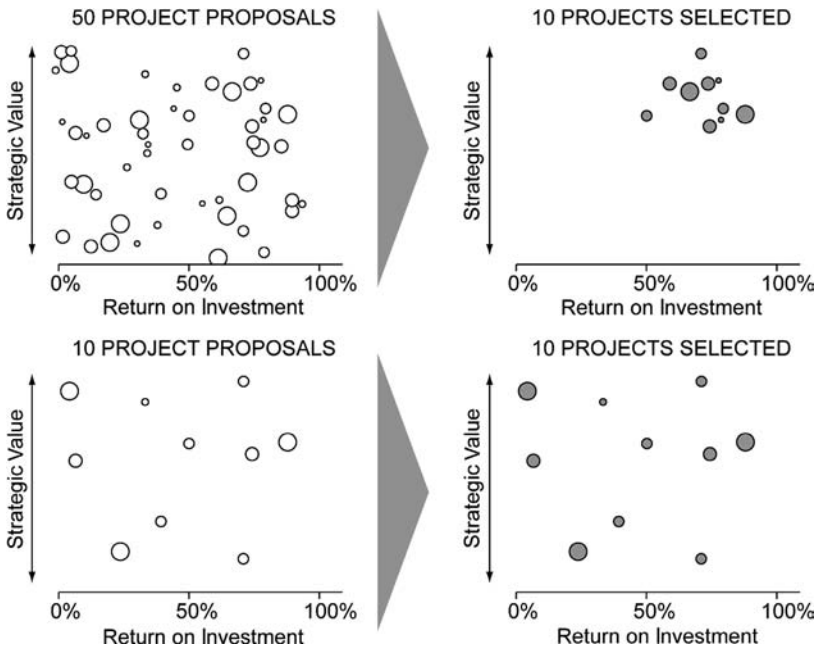 50 PROJECT PROPOSALS
Strategic Value
0% 50% 100%
Return on Investment
10 PROJECTS SELECTED
Strategic Value
0% 50% 100%
Return on Investment
10 PROJECT PROPOSALS
Strategic Value
0% 50% 100%
Return on Investment
10 PROJECTS SELECTED
Strategic Value
0% 50% 100%
Return on Investment